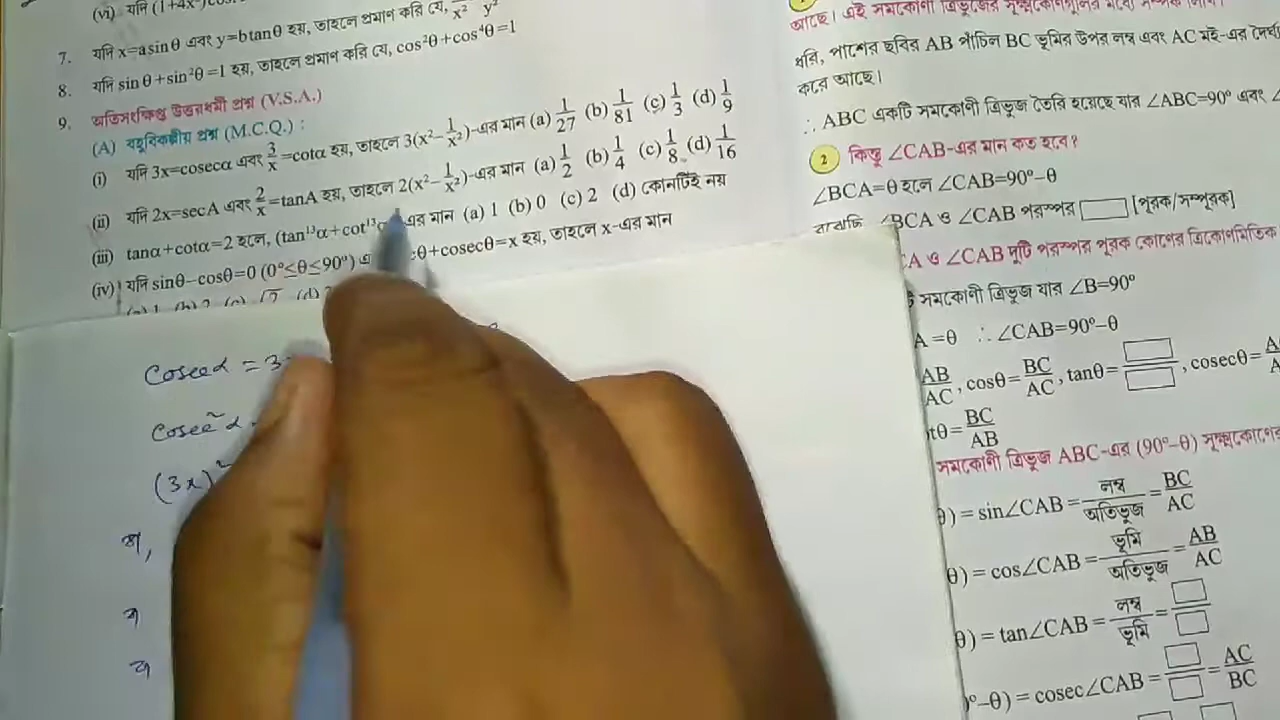 (vi) যদি
7. যদি x=asinθ এবং y=btanθ হয়, তাহলে প্রমাণ করি যে,
8. যদি sinθ+sin²θ=1 হয়, তাহলে প্রমাণ করি যে, cos²θ+cos⁴θ=1
9. অতিসংক্ষিপ্ত উত্তরধর্মী প্রশ্ন (V.S.A.)
(A) বহুবিকল্পীয় প্রশ্ন (M.C.Q.) :
(i) যদি 3x=cosecα এবং 3/x=cotα হয়, তাহলে 3(x²−1/x²)-এর মান (a) 1/27 (b) 1/81 (c) 1/3 (d) 1/9
(ii) যদি 2x=secA এবং 2/x=tanA হয়, তাহলে 2(x²−1/x²)-এর মান (a) 1/2 (b) 1/4 (c) 1/8 (d) 1/16
(iii) tanα+cotα=2 হলে, (tan¹³α+cot¹³ এর মান (a) 1 (b) 0 (c) 2 (d) কোনটিই নয়
(iv) যদি sinθ−cosθ=0 (0°≤θ≤90°) θ+cosecθ=x হয়, তাহলে x-এর মান
Cosecα = 3
Cosec²α
(3x)²
বা,
আছে। এই সমকোণী ত্রিভুজের
ধরি, পাশের ছবির AB পাঁচিল BC ভূমির উপর লম্ব এবং AC মই-এর
করে আছে।
∴ ABC একটি সমকোণী ত্রিভুজ তৈরি হয়েছে যার ∠ABC=90° এবং
2 কিন্তু ∠CAB-এর মান কত হবে?
∠BCA=θ হলে ∠CAB=90°−θ
∠BCA ও ∠CAB পরস্পর [পূরক/সম্পূরক]
A ও ∠CAB দুটি পরস্পর পূরক কোণের ত্রিকোণমিতিক
সমকোণী ত্রিভুজ যার ∠B=90°
A=θ ∴ ∠CAB=90°−θ
AB/AC, cosθ=BC/AC, tanθ= , cosecθ=
tθ=BC/AB
সমকোণী ত্রিভুজ ABC-এর (90°−θ) সূক্ষ্মকোণের
θ) = sin∠CAB = লম্ব/অতিভুজ = BC/AC
θ) = cos∠CAB = ভূমি/অতিভুজ = AB/AC
θ) = tan∠CAB = লম্ব/ভূমি =
°−θ) = cosec∠CAB = = AC/BC